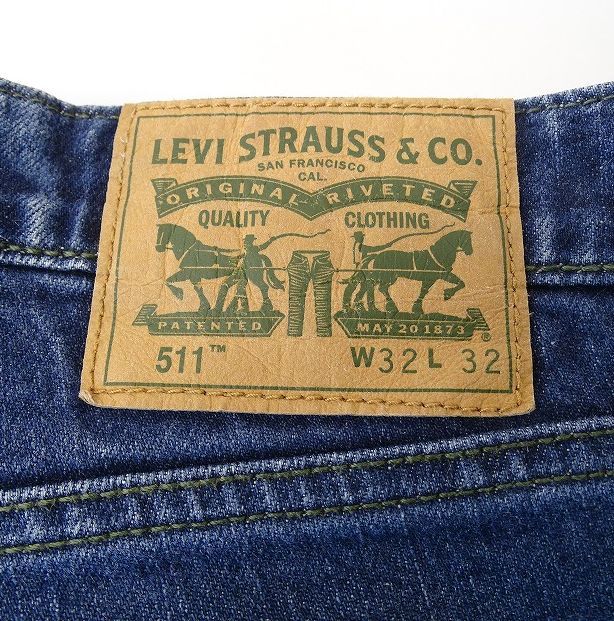 LEVI STRAUSS & CO.
SAN FRANCISCO
CAL.
ORIGINAL RIVETED
QUALITY CLOTHING
PATENTED MAY 20 1873 ®
511™ W32 L 32